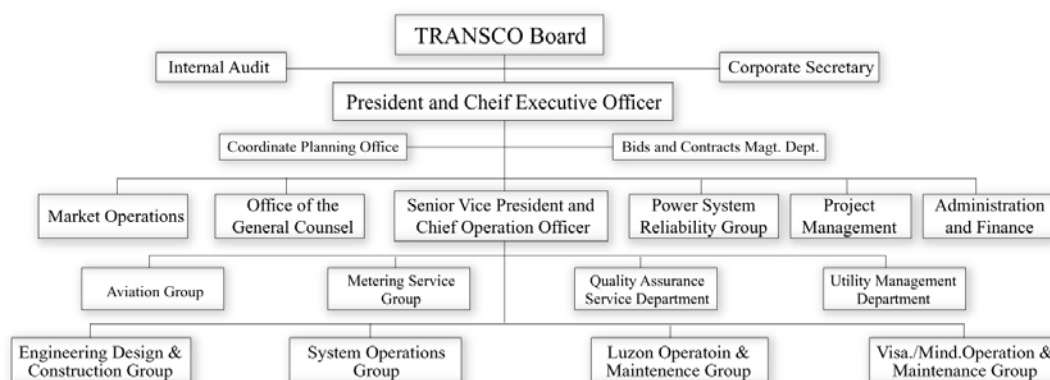 TRANSCO Board
Internal Audit
Corporate Secretary
President and Cheif Executive Officer
Coordinate Planning Office
Bids and Contracts Magt. Dept.
Market Operations
Office of the
General Counsel
Senior Vice President and
Chief Operation Officer
Power System
Reliability Group
Project
Management
Administration
and Finance
Aviation Group
Metering Service
Group
Quality Assurance
Service Department
Utility Management
Department
Engineering Design &
Construction Group
System Operations
Group
Luzon Operatoin &
Maintenence Group
Visa./Mind.Operation &
Maintenance Group